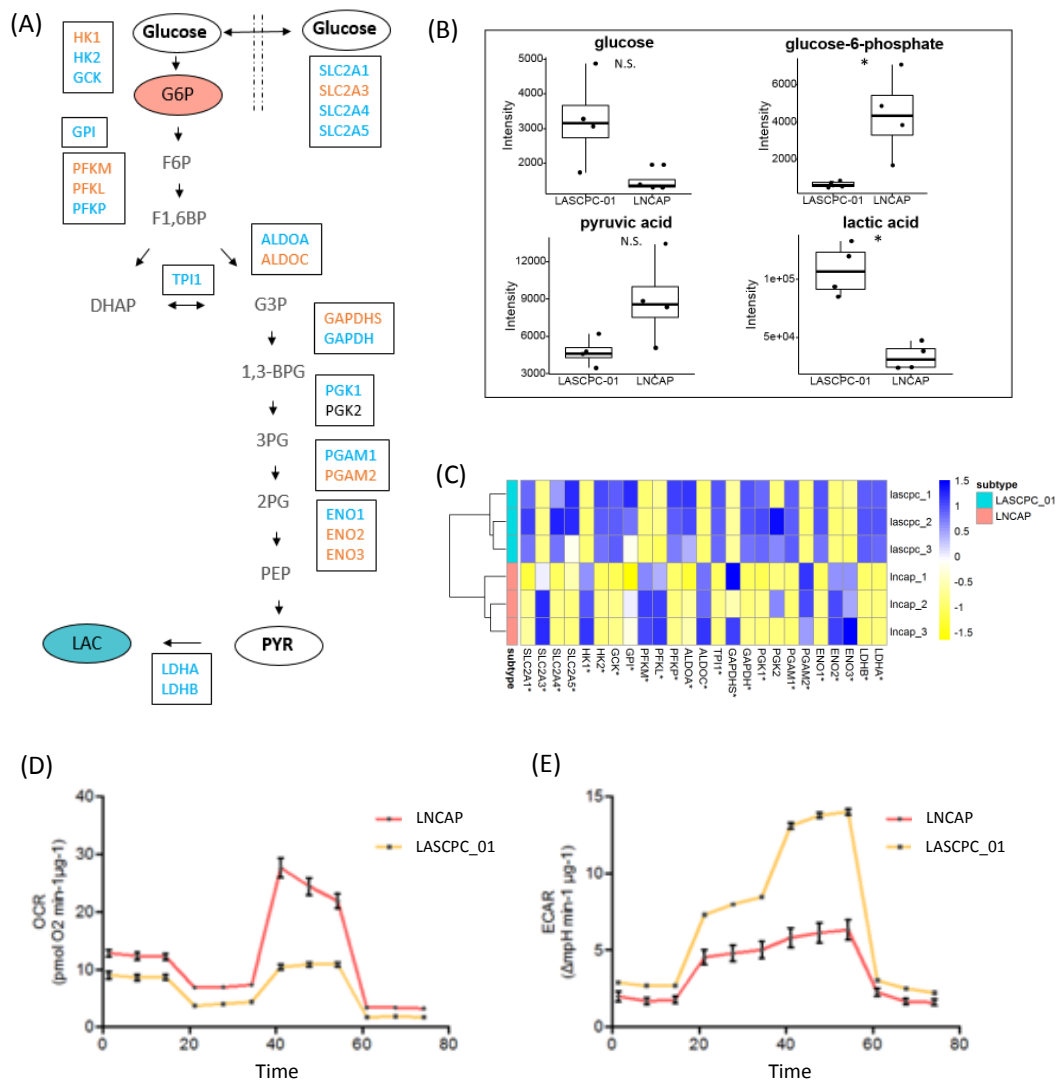 (A)
Glucose
Glucose
HK1
HK2
GCK
SLC2A1
SLC2A3
SLC2A4
SLC2A5
G6P
GPI
F6P
PFKM
PFKL
PFKP
F1,6BP
ALDOA
ALDOC
TPI1
DHAP
G3P
GAPDHS
GAPDH
1,3-BPG
PGK1
PGK2
3PG
PGAM1
PGAM2
2PG
ENO1
ENO2
ENO3
PEP
LAC
PYR
LDHA
LDHB
(B)
glucose
N.S.
Intensity
5000
4000
3000
2000
LASCPC-01
LNCAP
glucose-6-phosphate
*
Intensity
6000
4000
2000
LASCPC-01
LNCAP
pyruvic acid
N.S.
Intensity
12000
9000
6000
3000
LASCPC-01
LNCAP
lactic acid
*
Intensity
1e+05
5e+04
LASCPC-01
LNCAP
(C)
lascpc_1
lascpc_2
lascpc_3
lncap_1
lncap_2
lncap_3
subtype
SLC2A1*
SLC2A3*
SLC2A4*
SLC2A5*
HK1*
HK2*
GCK*
GPI*
PFKM*
PFKL*
PFKP*
ALDOA*
ALDOC*
TPI1*
GAPDHS*
GAPDH*
PGK1*
PGK2
PGAM1*
PGAM2*
ENO1*
ENO2*
ENO3*
LDHB*
LDHA*
1.5
1
0.5
0
-0.5
-1
-1.5
subtype
LASCPC_01
LNCAP
(D)
OCR
(pmol O2 min-1µg-1)
40
30
20
10
0
0
20
40
60
80
Time
LNCAP
LASCPC_01
(E)
ECAR
(ΔmpH min-1 µg-1)
15
10
5
0
0
20
40
60
80
Time
LNCAP
LASCPC_01